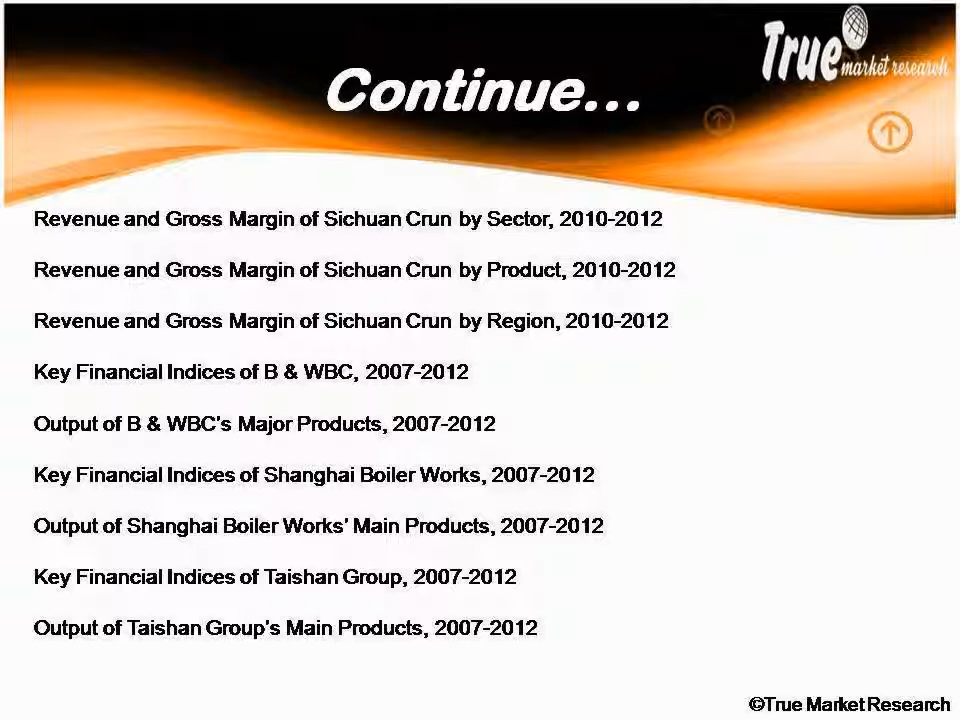 True
market research
Continue...
Revenue and Gross Margin of Sichuan Crun by Sector, 2010-2012
Revenue and Gross Margin of Sichuan Crun by Product, 2010-2012
Revenue and Gross Margin of Sichuan Crun by Region, 2010-2012
Key Financial Indices of B & WBC, 2007-2012
Output of B & WBC's Major Products, 2007-2012
Key Financial Indices of Shanghai Boiler Works, 2007-2012
Output of Shanghai Boiler Works' Main Products, 2007-2012
Key Financial Indices of Taishan Group, 2007-2012
Output of Taishan Group's Main Products, 2007-2012
©True Market Research